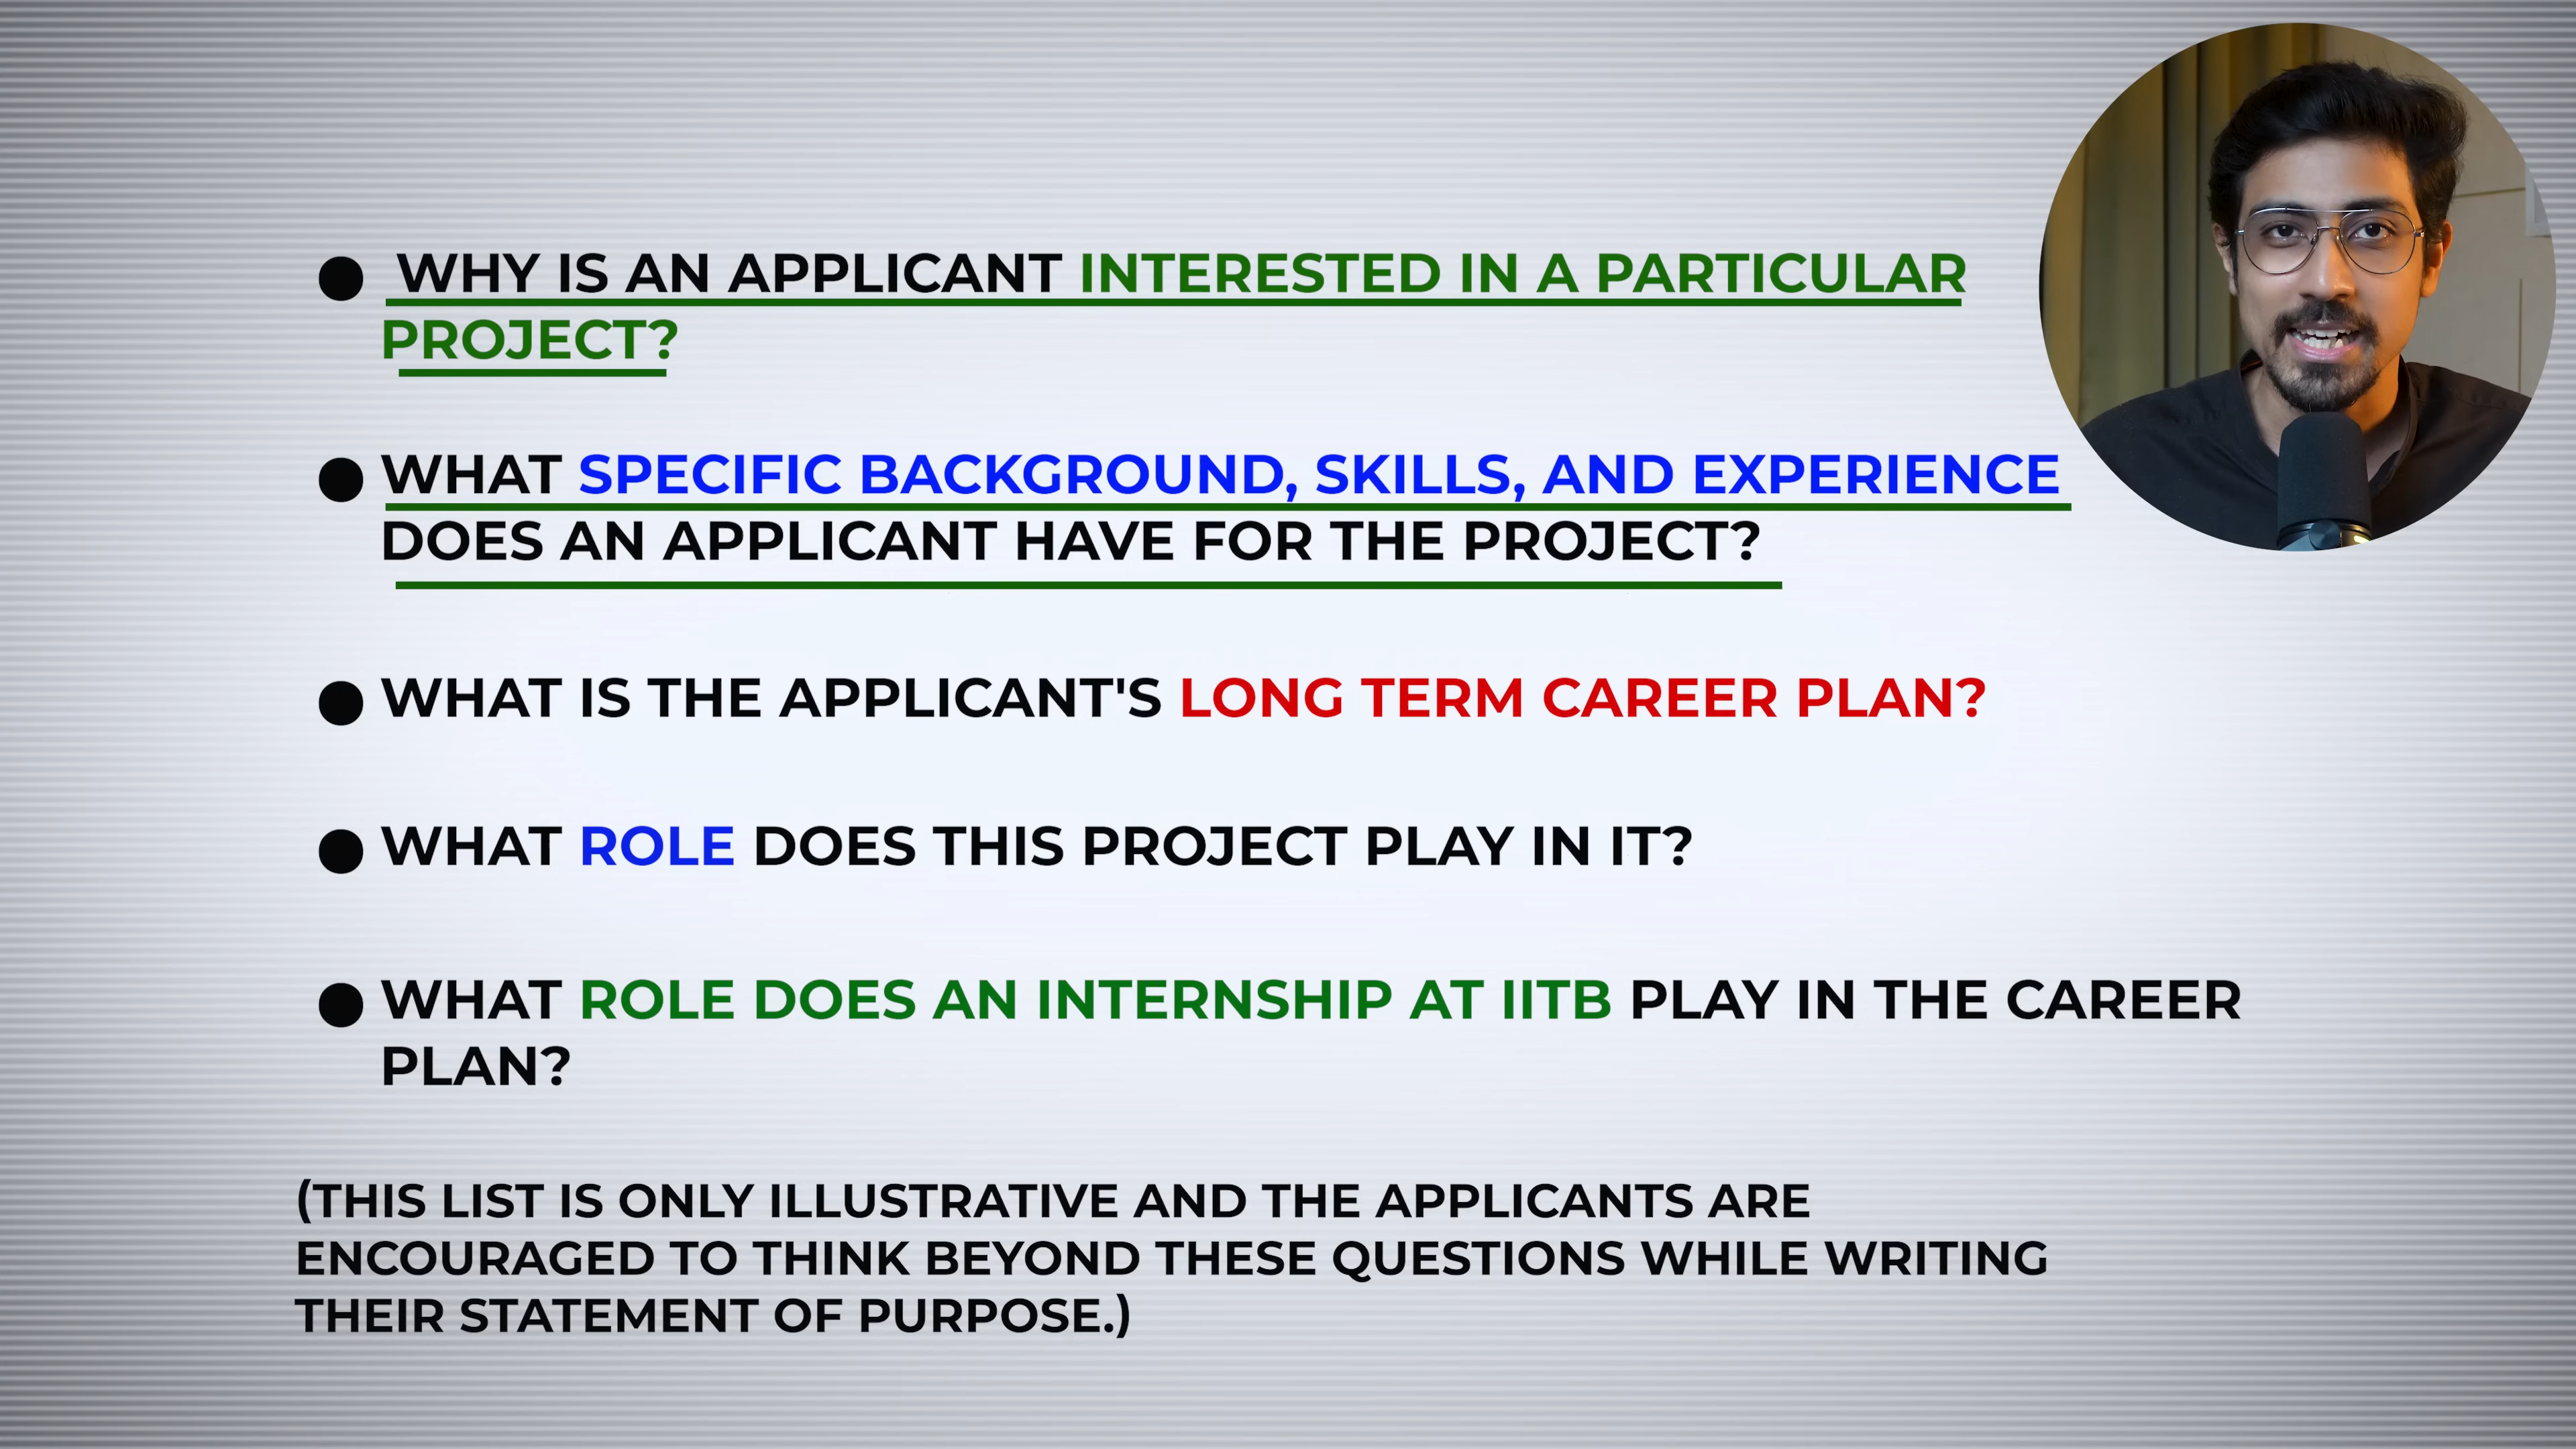 ● WHY IS AN APPLICANT INTERESTED IN A PARTICULAR
PROJECT?
● WHAT SPECIFIC BACKGROUND, SKILLS, AND EXPERIENCE
DOES AN APPLICANT HAVE FOR THE PROJECT?
● WHAT IS THE APPLICANT'S LONG TERM CAREER PLAN?
● WHAT ROLE DOES THIS PROJECT PLAY IN IT?
● WHAT ROLE DOES AN INTERNSHIP AT IITB PLAY IN THE CAREER
PLAN?
(THIS LIST IS ONLY ILLUSTRATIVE AND THE APPLICANTS ARE
ENCOURAGED TO THINK BEYOND THESE QUESTIONS WHILE WRITING
THEIR STATEMENT OF PURPOSE.)